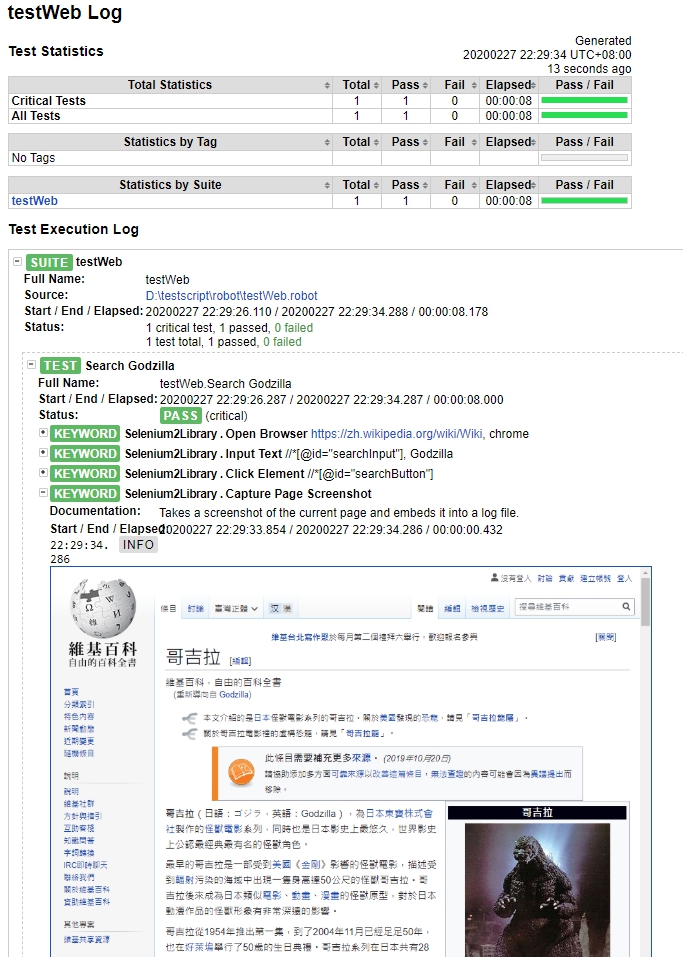 testWeb Log
Generated
Test Statistics
20200227 22:29:34 UTC+08:00
13 seconds ago
Total Statistics Total Pass Fail Elapsed Pass / Fail
Critical Tests 1 1 0 00:00:08
All Tests 1 1 0 00:00:08
Statistics by Tag Total Pass Fail Elapsed Pass / Fail
No Tags
Statistics by Suite Total Pass Fail Elapsed Pass / Fail
testWeb 1 1 0 00:00:08
Test Execution Log
SUITE testWeb
Full Name: testWeb
Source: D:\testscript\robot\testWeb.robot
Start / End / Elapsed: 20200227 22:29:26.110 / 20200227 22:29:34.288 / 00:00:08.178
Status: 1 critical test, 1 passed, 0 failed
1 test total, 1 passed, 0 failed
TEST Search Godzilla
Full Name: testWeb.Search Godzilla
Start / End / Elapsed: 20200227 22:29:26.287 / 20200227 22:29:34.287 / 00:00:08.000
Status: PASS (critical)
KEYWORD Selenium2Library . Open Browser https://zh.wikipedia.org/wiki/Wiki, chrome
KEYWORD Selenium2Library . Input Text //*[@id="searchInput"], Godzilla
KEYWORD Selenium2Library . Click Element //*[@id="searchButton"]
KEYWORD Selenium2Library . Capture Page Screenshot
Documentation: Takes a screenshot of the current page and embeds it into a log file.
Start / End / Elapsed: 20200227 22:29:33.854 / 20200227 22:29:34.286 / 00:00:00.432
22:29:34. INFO
286
沒有登入 討論 貢獻 建立帳號 登入
條目 討論 臺灣正體 汉 漢 閱讀 編輯 檢視歷史 搜尋維基百科
維基台北寫作聚於每月第二個禮拜六舉行，歡迎報名參與 [關閉]
維基百科
自由的百科全書
哥吉拉 [編輯]
維基百科，自由的百科全書
(重新導向自 Godzilla)
首頁
分類索引
特色內容
新聞動態
近期變更
隨機條目
說明
說明
維基社群
方針與指引
互助客棧
知識問答
字詞轉換
IRC即時聊天
聯絡我們
關於維基百科
資助維基百科
其他專案
維基共享資源
本文介紹的是日本怪獸電影系列的哥吉拉。關於美國發現的恐龍，請見「哥吉拉龍屬」。
關於哥吉拉電影裡的虛構恐龍，請見「哥吉拉龍」。
此條目需要補充更多來源。 (2019年10月20日)
請協助添加多方面可靠來源以改善這篇條目，無法查證的內容可能會因為異議提出而
移除。
哥吉拉（日語：ゴジラ，英語：Godzilla），為日本東寶株式會
社製作的怪獸電影系列，同時也是日本影史上最悠久，世界影史
上公認最經典最有名的怪獸角色。
最早的哥吉拉是一部受到美國《金剛》影響的怪獸電影，描述受
到輻射污染的海域中出現一隻身高達50公尺的怪獸哥吉拉。哥
吉拉後來成為日本類似電影、動畫、漫畫的怪獸原型，對於日本
動漫作品的怪獸形象有非常深遠的影響。
哥吉拉從1954年推出第一集，到了2004年11月已經足足50年，
也在好萊塢舉行了50歲的生日典禮。哥吉拉系列在日本共有28
哥吉拉